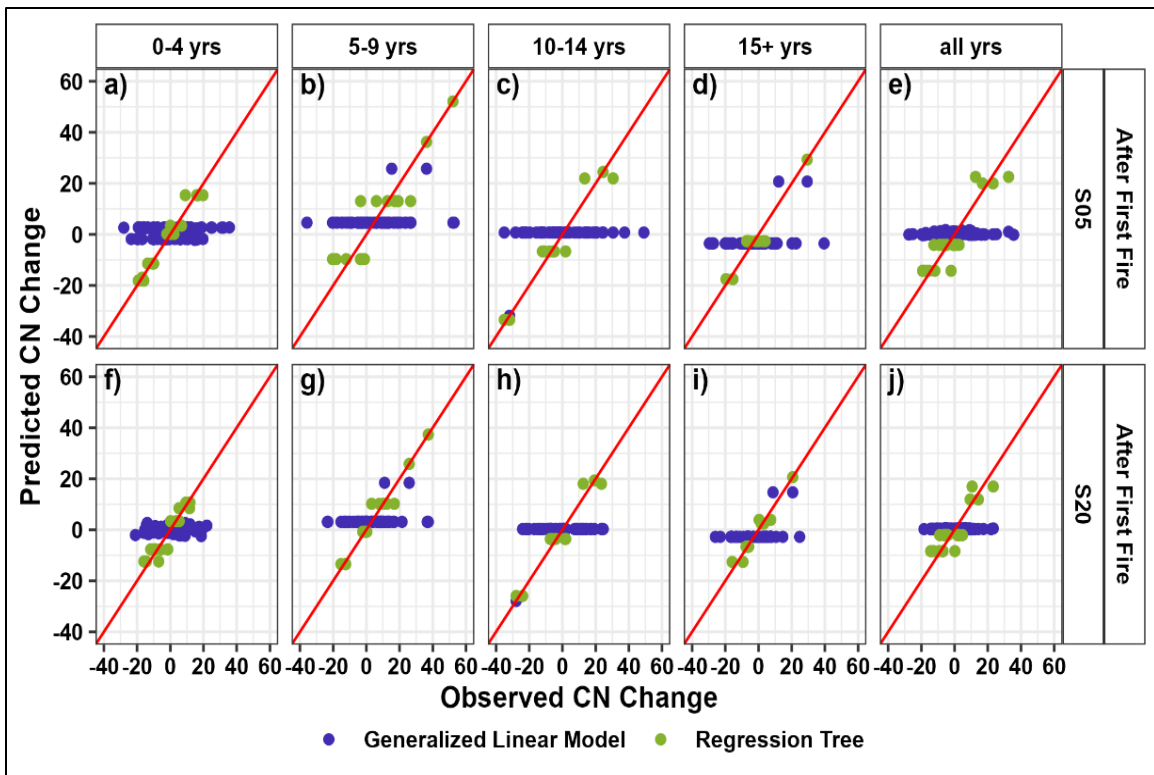 0-4 yrs 5-9 yrs 10-14 yrs 15+ yrs all yrs
a) b) c) d) e)
60
40
20
0
-20
-40
S05
After First Fire
f) g) h) i) j)
60
40
20
0
-20
-40
S20
After First Fire
Predicted CN Change
-40 -20 0 20 40 60 -40 -20 0 20 40 60 -40 -20 0 20 40 60 -40 -20 0 20 40 60 -40 -20 0 20 40 60
Observed CN Change
Generalized Linear Model Regression Tree